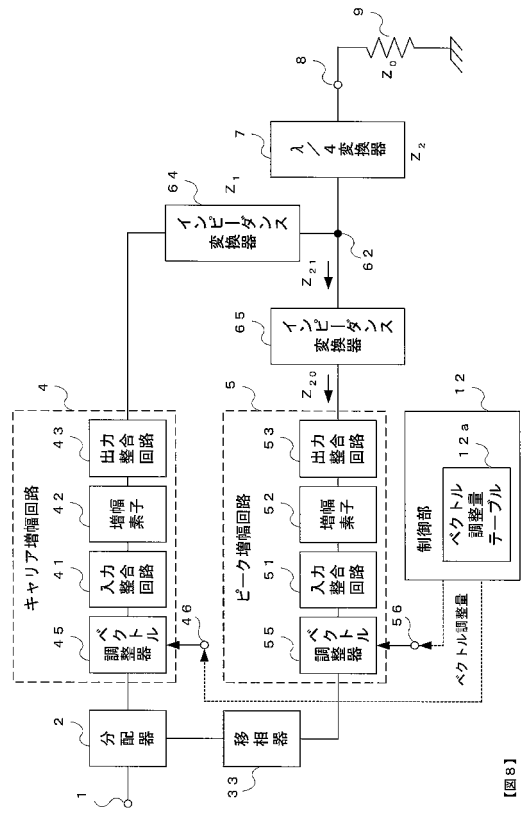 1
2
分配器
33
移相器
キャリア増幅回路
4
45
ベクトル
調整器
46
41
入力
整合
回路
42
増幅
素子
43
出力
整合
回路
ピーク増幅回路
5
55
ベクトル
調整器
56
51
入力
整合
回路
52
増幅
素子
53
出力
整合
回路
ベクトル調整量
制御部
12
12a
ベクトル
調整量
テーブル
Z20
65
インピーダンス
変換器
Z21
62
64
Z1
インピーダンス
変換器
7
λ/4変換器
Z2
8
9
Z0
【図8】